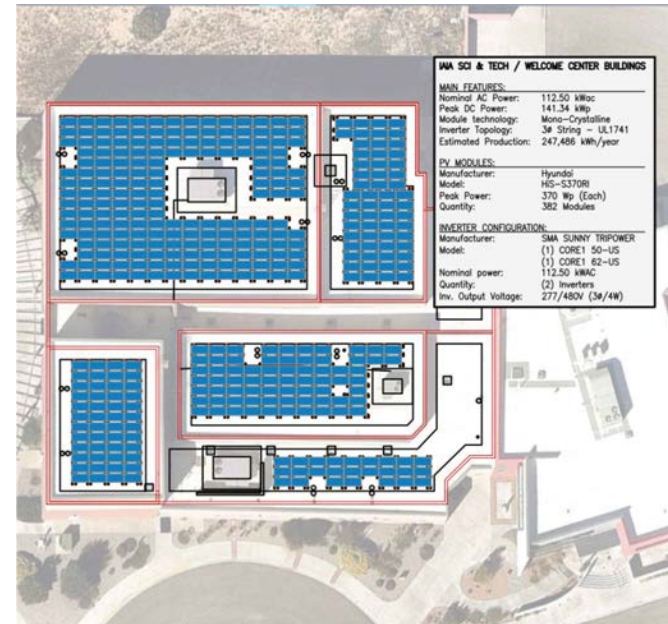 IAIA SCI & TECH / WELCOME CENTER BUILDINGS
MAIN FEATURES:
Nominal AC Power: 112.50 kWac
Peak DC Power: 141.34 kWp
Module technology: Mono-Crystalline
Inverter Topology: 3ø String - UL1741
Estimated Production: 247,486 kWh/year
PV MODULES:
Manufacturer: Hyundai
Model: HiS-S370RI
Peak Power: 370 Wp (Each)
Quantity: 382 Modules
INVERTER CONFIGURATION:
Manufacturer: SMA SUNNY TRIPOWER
Model: (1) CORE1 50-US
(1) CORE1 62-US
Nominal power: 112.50 kWAC
Quantity: (2) Inverters
Inv. Output Voltage: 277/480V (3ø/4W)